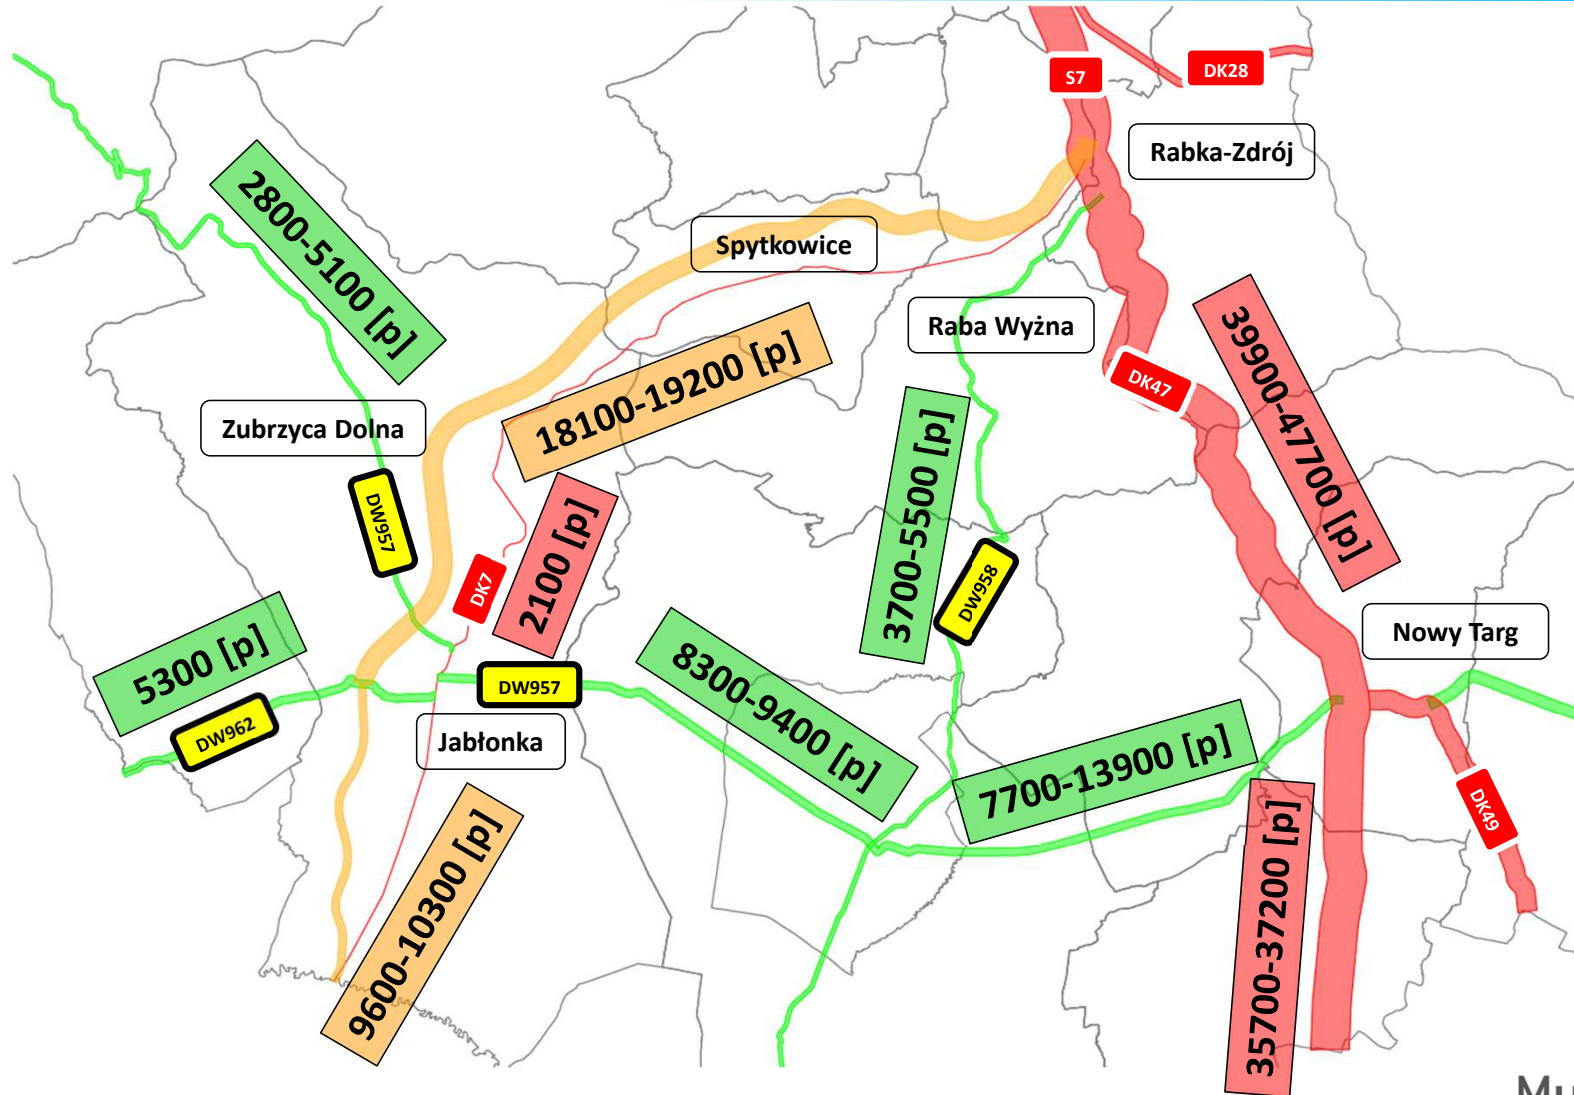 S7
DK28
Rabka-Zdrój
2800-5100 [p]
Spytkowice
Raba Wyżna
39900-47700 [p]
18100-19200 [p]
DK47
Zubrzyca Dolna
3700-5500 [p]
DW957
2100 [p]
DK7
DW958
Nowy Targ
5300 [p]
8300-9400 [p]
DW957
DW962
Jabłonka
7700-13900 [p]
DK49
9600-10300 [p]
35700-37200 [p]
Mu